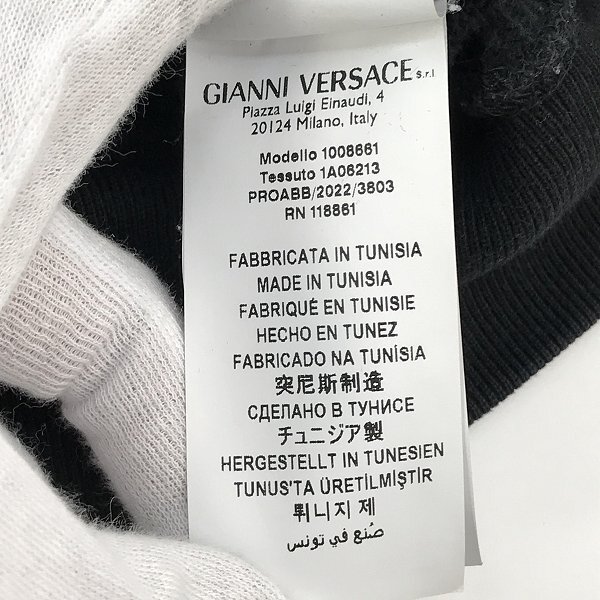 GIANNI VERSACE s.r.l
Piazza Luigi Einaudi, 4
20124 Milano, Italy
Modello 1008661
Tessuto 1A06213
PROABB/2022/3603
RN 118861
FABBRICATA IN TUNISIA
MADE IN TUNISIA
FABRIQUÉ EN TUNISIE
HECHO EN TUNEZ
FABRICADO NA TUNÍSIA
突尼斯制造
СДЕЛАНО В ТУНИСЕ
チュニジア製
HERGESTELLT IN TUNESIEN
TUNUS'TA ÜRETİLMİŞTİR
튀니지 제
صُنع في تونس